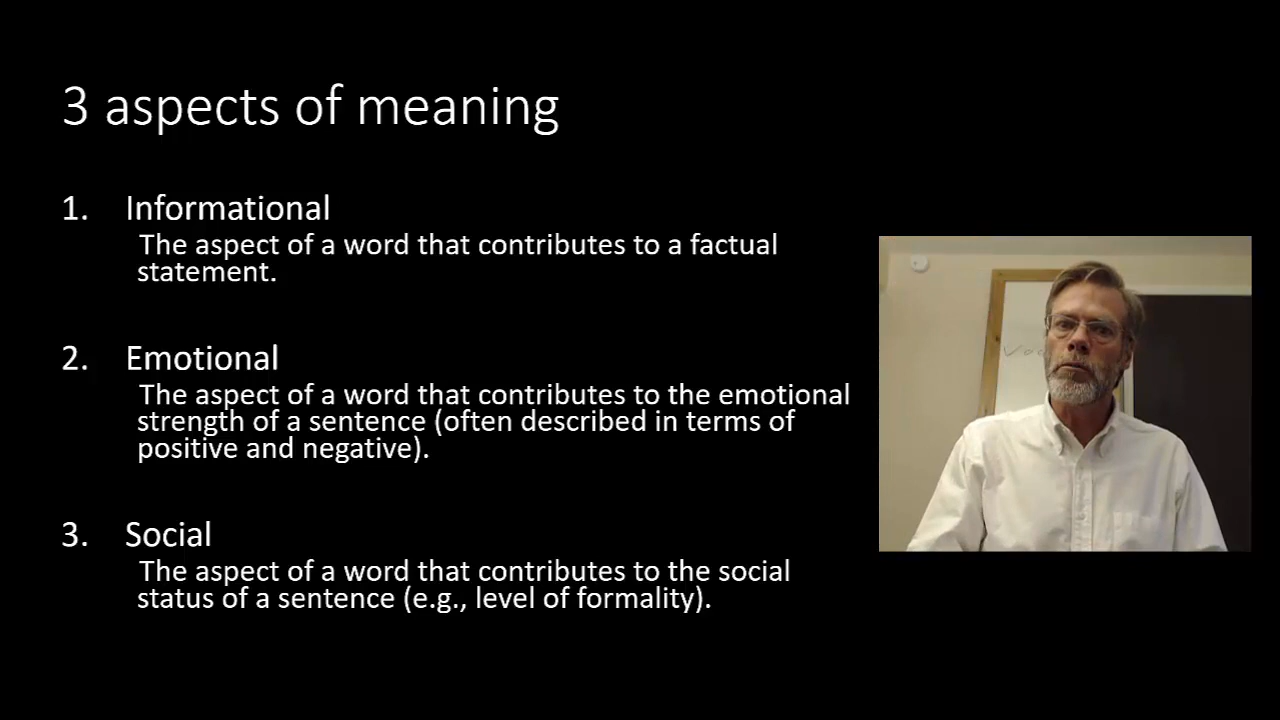 3 aspects of meaning
1. Informational
The aspect of a word that contributes to a factual
statement.
2. Emotional
The aspect of a word that contributes to the emotional
strength of a sentence (often described in terms of
positive and negative).
3. Social
The aspect of a word that contributes to the social
status of a sentence (e.g., level of formality).